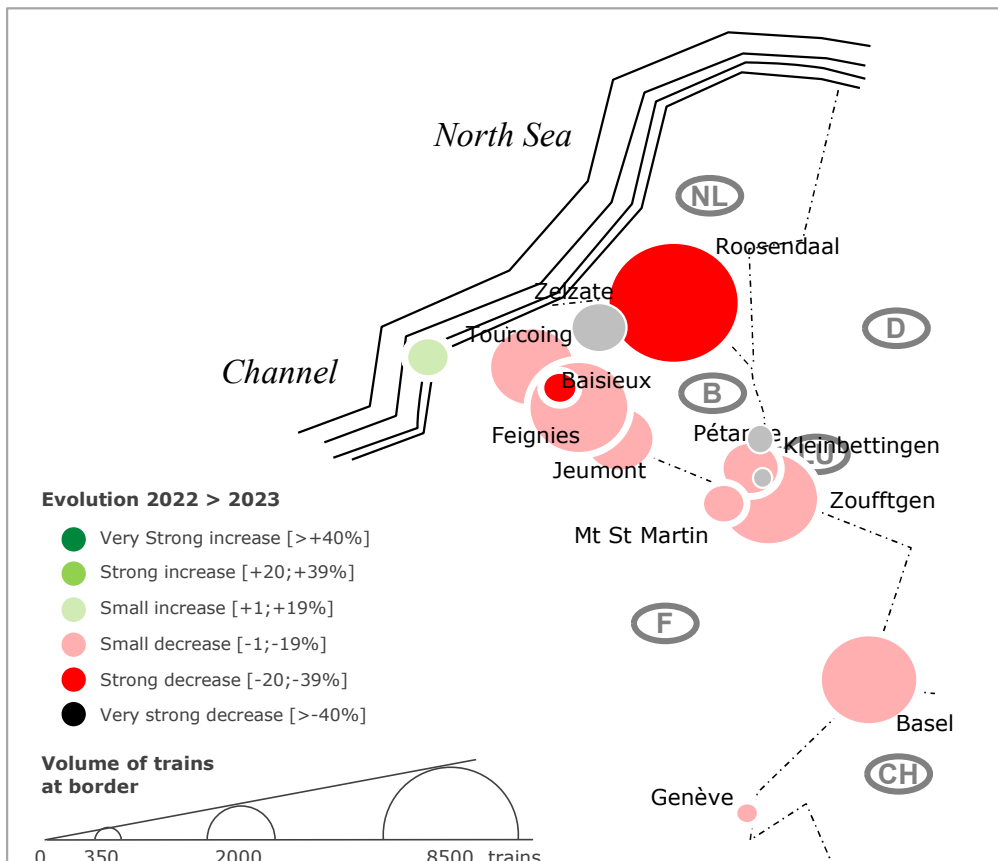 North Sea
NL
Roosendaal
Zelzate
D
Tourcoing
Channel
Baisieux
B
Feignies
Pétange
Kleinbettingen
LU
Jeumont
Zoufftgen
Mt St Martin
Evolution 2022 > 2023
Very Strong increase [>+40%]
Strong increase [+20;+39%]
Small increase [+1;+19%]
Small decrease [-1;-19%]
Strong decrease [-20;-39%]
Very strong decrease [>-40%]
F
Basel
Volume of trains
at border
CH
Genève
0 350 2000 8500 trains